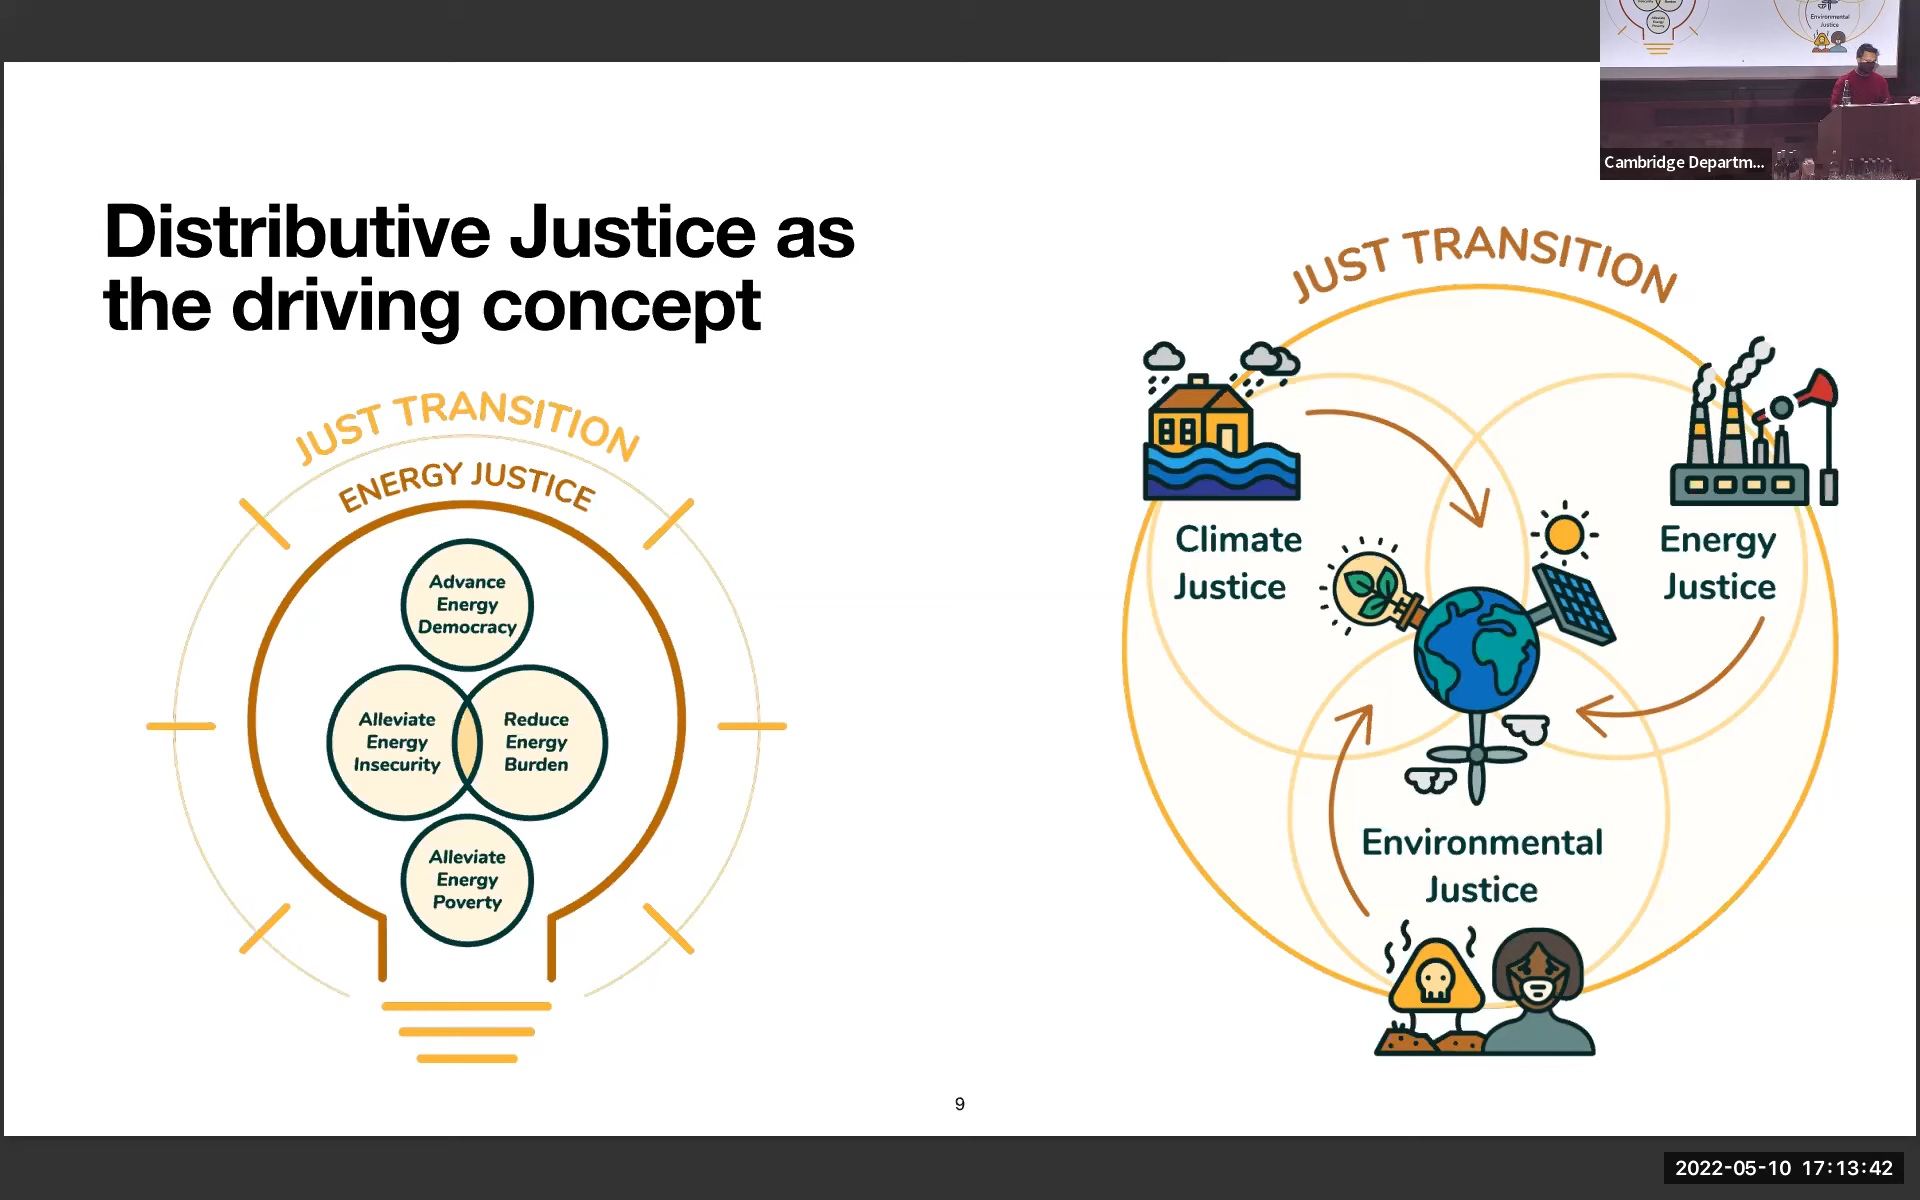 Distributive Justice as
the driving concept
JUST TRANSITION
ENERGY JUSTICE
Advance
Energy
Democracy
Alleviate
Energy
Insecurity
Reduce
Energy
Burden
Alleviate
Energy
Poverty
JUST TRANSITION
Climate
Justice
Energy
Justice
Environmental
Justice
9
Environmental
Justice
Cambridge Departm...
2022-05-10 17:13:42